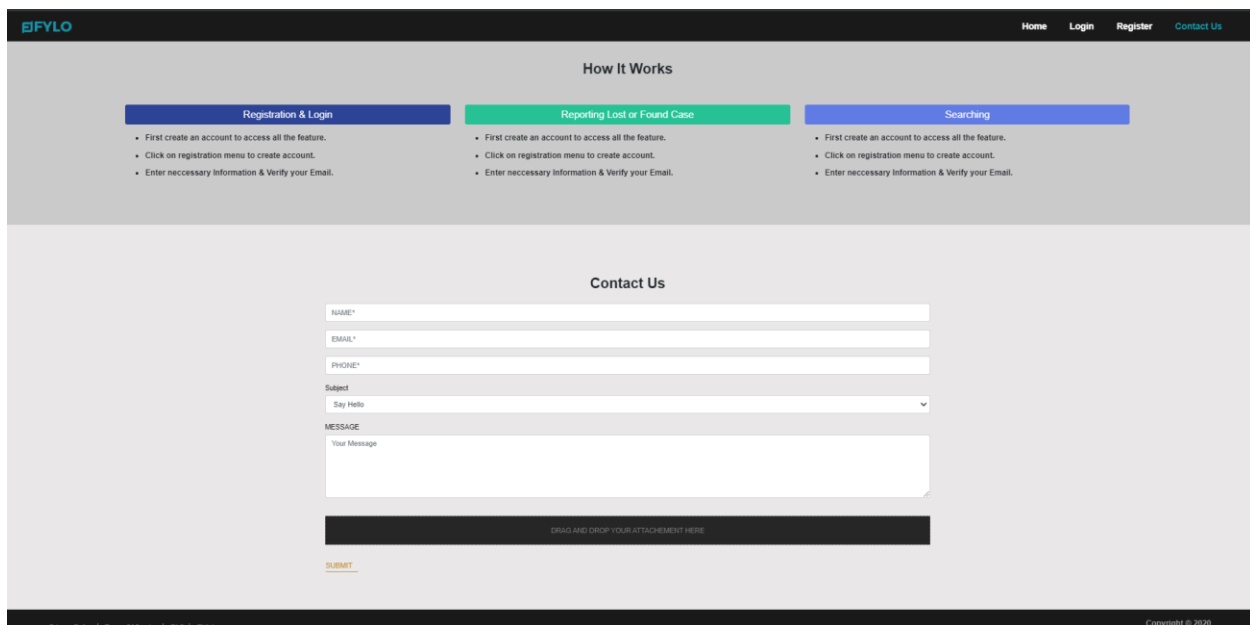 FYLO
Home Login Register Contact Us
How It Works
Registration & Login
First create an account to access all the feature.
Click on registration menu to create account.
Enter neccessary Information & Verify your Email.
Reporting Lost or Found Case
First create an account to access all the feature.
Click on registration menu to create account.
Enter neccessary Information & Verify your Email.
Searching
First create an account to access all the feature.
Click on registration menu to create account.
Enter neccessary Information & Verify your Email.
Contact Us
NAME*
EMAIL*
PHONE*
Subject
Say Hello
MESSAGE
Your Message
DRAG AND DROP YOUR ATTACHEMENT HERE
SUBMIT
Copyright © 2020